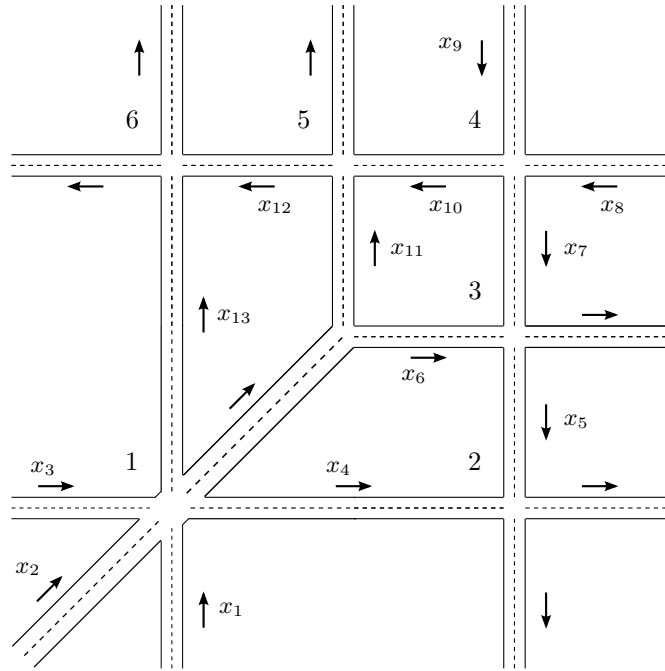 x₉
6 5 4
x₁₂ x₁₀ x₈
x₁₁ x₇
3
x₁₃
x₆
x₅
1 2
x₃ x₄
x₂
x₁